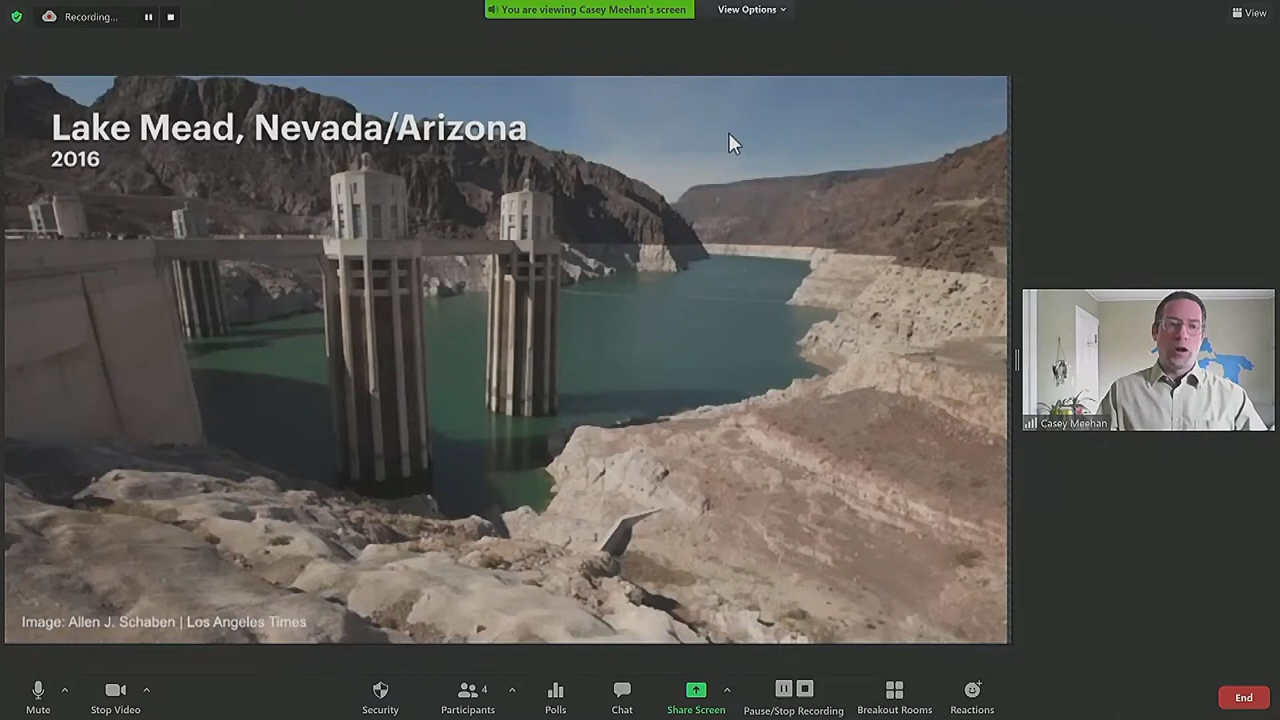 Recording...
You are viewing Casey Meehan's screen
View Options
View
Lake Mead, Nevada/Arizona
2016
Casey Meehan
Image: Allen J. Schaben | Los Angeles Times
Mute
Stop Video
Security
Participants
4
Polls
Chat
Share Screen
Pause/Stop Recording
Breakout Rooms
Reactions
End